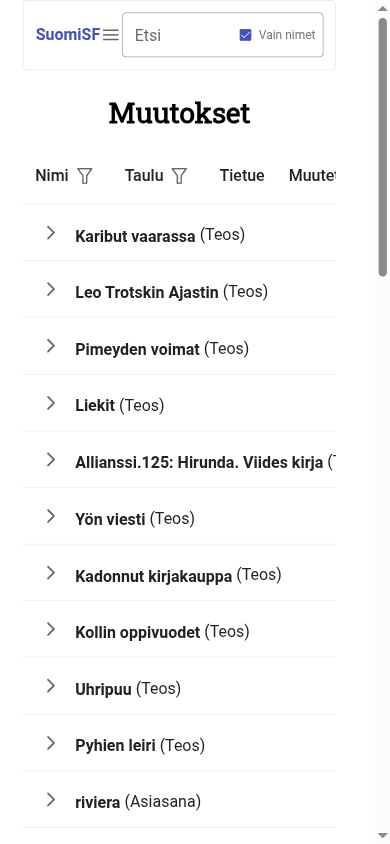 SuomiSF Etsi Vain nimet
Muutokset
Nimi Taulu Tietue
Karibut vaarassa (Teos)
Leo Trotskin Ajastin (Teos)
Pimeyden voimat (Teos)
Liekit (Teos)
Allianssi.125: Hirunda. Viides kirja
Yön viesti (Teos)
Kadonnut kirjakauppa (Teos)
Kollin oppivuodet (Teos)
Uhripuu (Teos)
Pyhien leiri (Teos)
riviera (Asiasana)